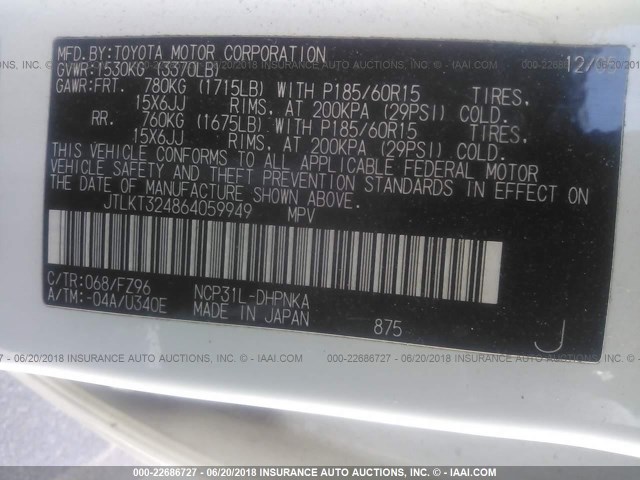 MFD.BY:TOYOTA MOTOR CORPORATION 12/05
GVWR:1530KG (3370LB)
GAWR:FRT. 780KG (1715LB) WITH P185/60R15 TIRES,
15X6JJ RIMS, AT 200KPA (29PSI) COLD.
RR. 760KG (1675LB) WITH P185/60R15 TIRES,
15X6JJ RIMS, AT 200KPA (29PSI) COLD.
THIS VEHICLE CONFORMS TO ALL APPLICABLE FEDERAL MOTOR
VEHICLE SAFETY AND THEFT PREVENTION STANDARDS IN EFFECT ON
THE DATE OF MANUFACTURE SHOWN ABOVE.
JTLKT324864059949 MPV
C/TR:068/FZ96 NCP31L-DHPNKA
A/TM:-04A/U340E MADE IN JAPAN 875 J
000-22686727 - 06/20/2018 INSURANCE AUTO AUCTIONS © - IAAI.COM